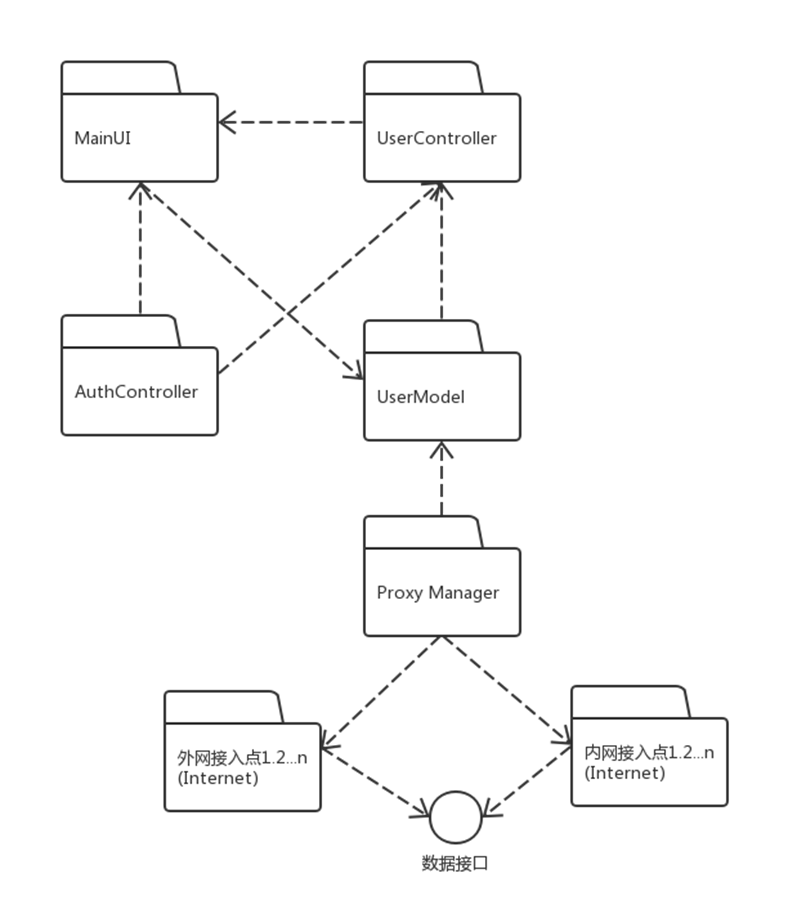 MainUI
UserController
AuthController
UserModel
Proxy Manager
外网接入点1.2...n
(Internet)
内网接入点1.2...n
(Internet)
数据接口